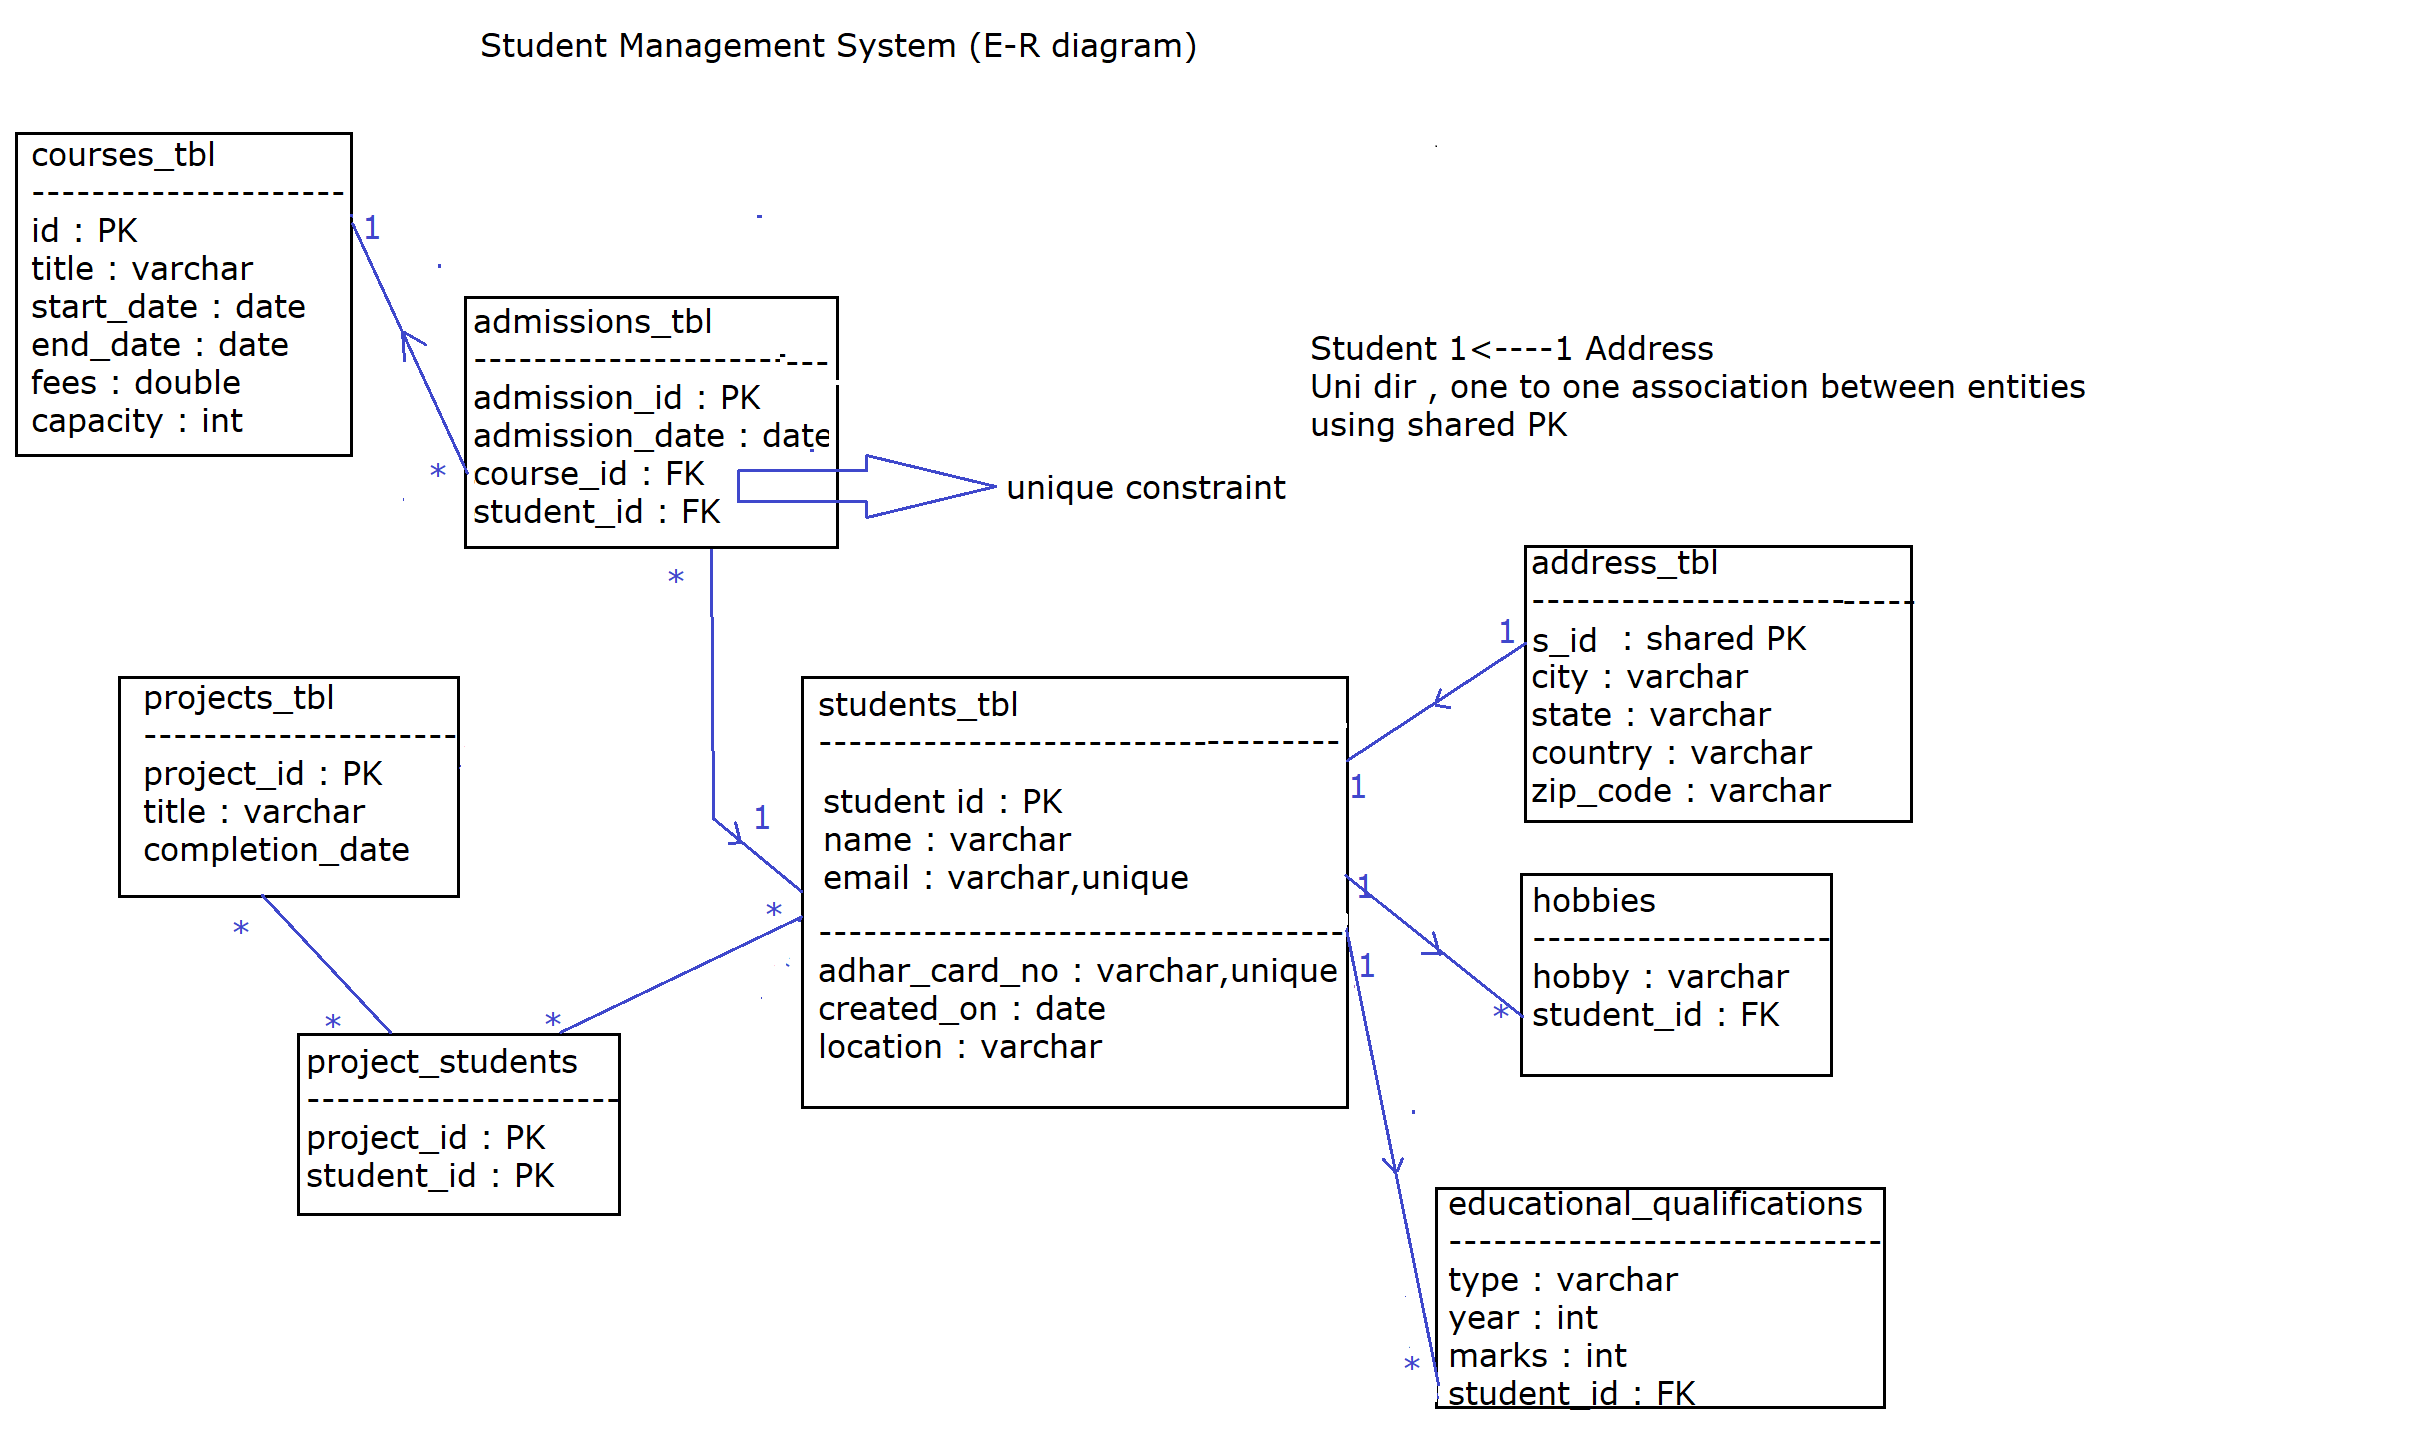 Student Management System (E-R diagram)
courses_tbl
---------------------
id : PK
title : varchar
start_date : date
end_date : date
fees : double
capacity : int
1
*
admissions_tbl
------------------------
admission_id : PK
admission_date : date
course_id : FK
student_id : FK
unique constraint
*
1
Student 1<----1 Address
Uni dir , one to one association between entities
using shared PK
address_tbl
--------------------------
s_id : shared PK
city : varchar
state : varchar
country : varchar
zip_code : varchar
1
1
projects_tbl
---------------------
project_id : PK
title : varchar
completion_date
*
*
students_tbl
-----------------------------------
student id : PK
name : varchar
email : varchar,unique
-----------------------------------
adhar_card_no : varchar,unique
created_on : date
location : varchar
*
*
project_students
---------------------
project_id : PK
student_id : PK
1
*
hobbies
--------------------
hobby : varchar
student_id : FK
1
*
educational_qualifications
-----------------------------
type : varchar
year : int
marks : int
student_id : FK